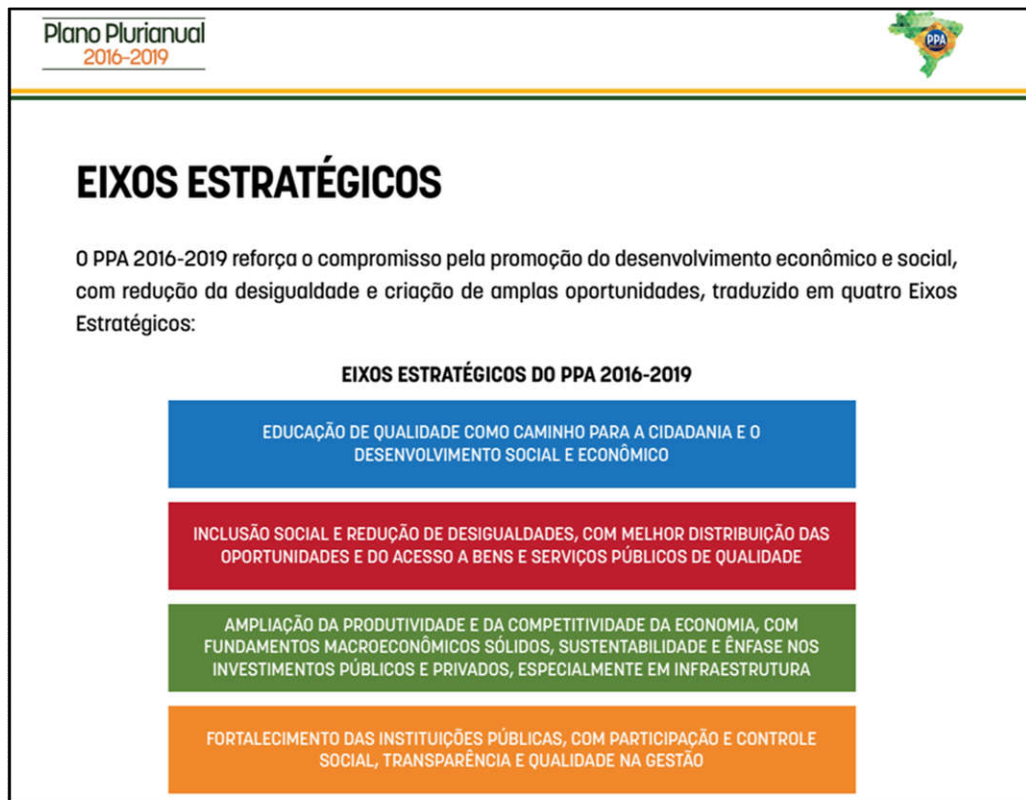 Plano Plurianual
2016-2019
PPA
EIXOS ESTRATÉGICOS
O PPA 2016-2019 reforça o compromisso pela promoção do desenvolvimento econômico e social,
com redução da desigualdade e criação de amplas oportunidades, traduzido em quatro Eixos
Estratégicos:
EIXOS ESTRATÉGICOS DO PPA 2016-2019
EDUCAÇÃO DE QUALIDADE COMO CAMINHO PARA A CIDADANIA E O
DESENVOLVIMENTO SOCIAL E ECONÔMICO
INCLUSÃO SOCIAL E REDUÇÃO DE DESIGUALDADES, COM MELHOR DISTRIBUIÇÃO DAS
OPORTUNIDADES E DO ACESSO A BENS E SERVIÇOS PÚBLICOS DE QUALIDADE
AMPLIAÇÃO DA PRODUTIVIDADE E DA COMPETITIVIDADE DA ECONOMIA, COM
FUNDAMENTOS MACROECONÔMICOS SÓLIDOS, SUSTENTABILIDADE E ÊNFASE NOS
INVESTIMENTOS PÚBLICOS E PRIVADOS, ESPECIALMENTE EM INFRAESTRUTURA
FORTALECIMENTO DAS INSTITUIÇÕES PÚBLICAS, COM PARTICIPAÇÃO E CONTROLE
SOCIAL, TRANSPARÊNCIA E QUALIDADE NA GESTÃO